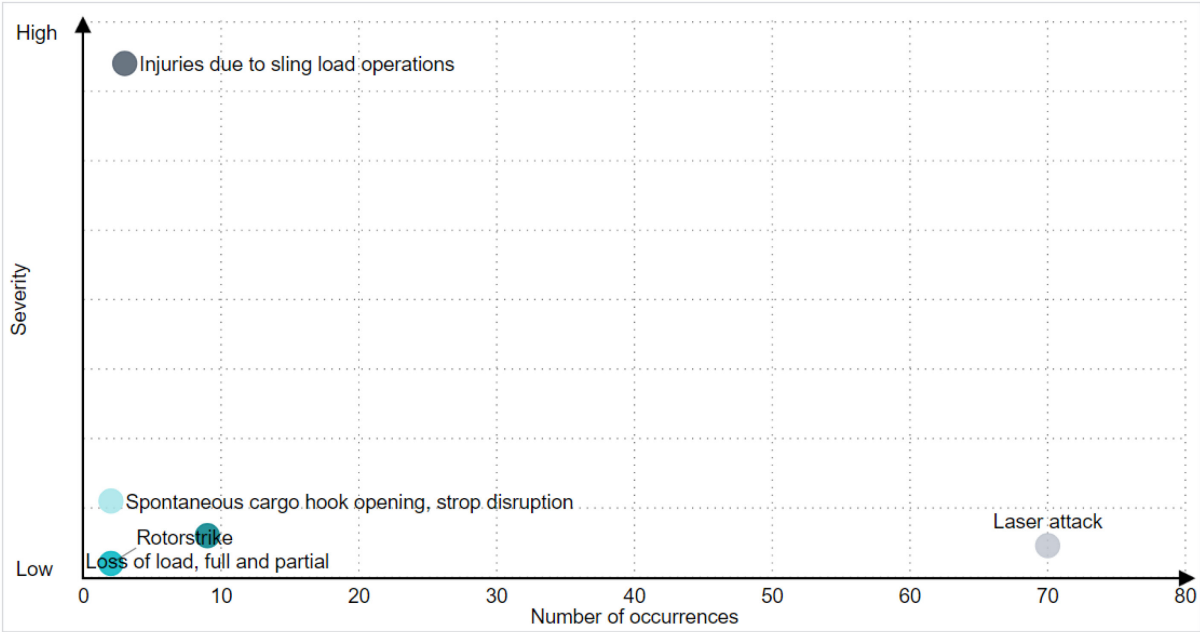 High
Injuries due to sling load operations
Severity
Spontaneous cargo hook opening, strop disruption
Laser attack
Rotorstrike
Loss of load, full and partial
Low
0 10 20 30 40 50 60 70 80
Number of occurrences